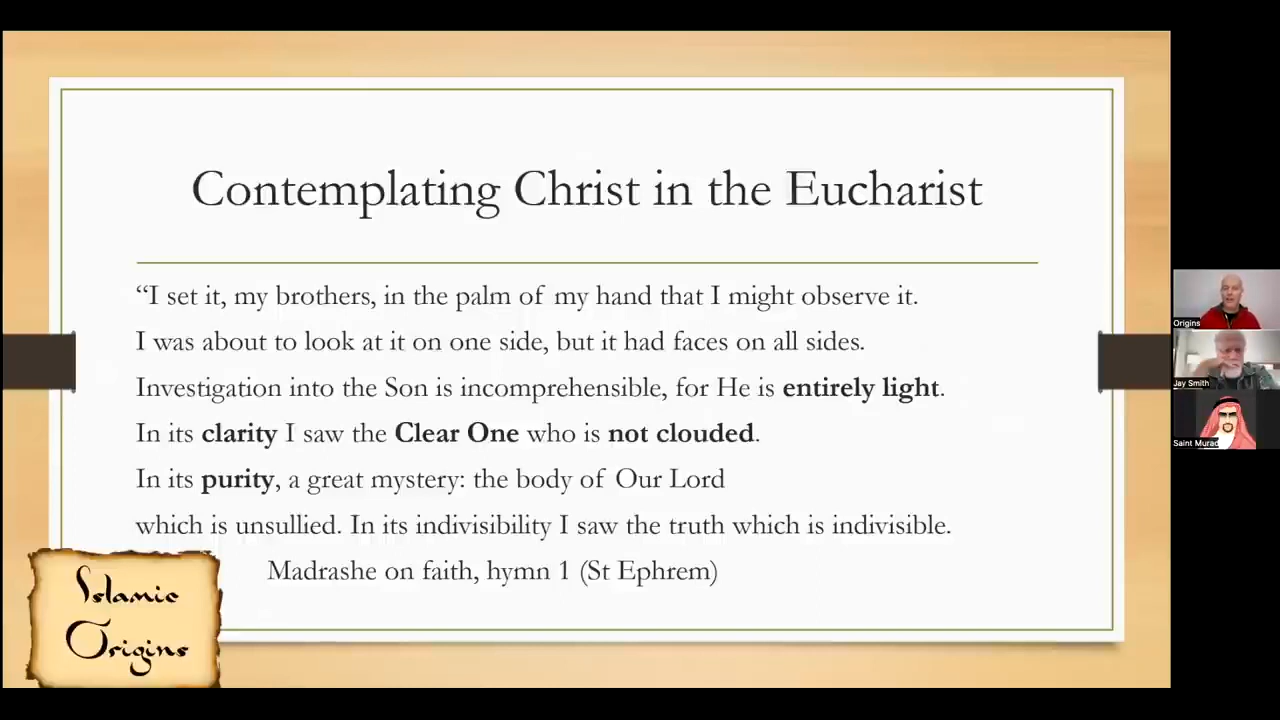 Contemplating Christ in the Eucharist
“I set it, my brothers, in the palm of my hand that I might observe it.
I was about to look at it on one side, but it had faces on all sides.
Investigation into the Son is incomprehensible, for He is entirely light.
In its clarity I saw the Clear One who is not clouded.
In its purity, a great mystery: the body of Our Lord
which is unsullied. In its indivisibility I saw the truth which is indivisible.
Madrashe on faith, hymn 1 (St Ephrem)
Islamic
Origins
Origins
Jay Smith
Saint Murad